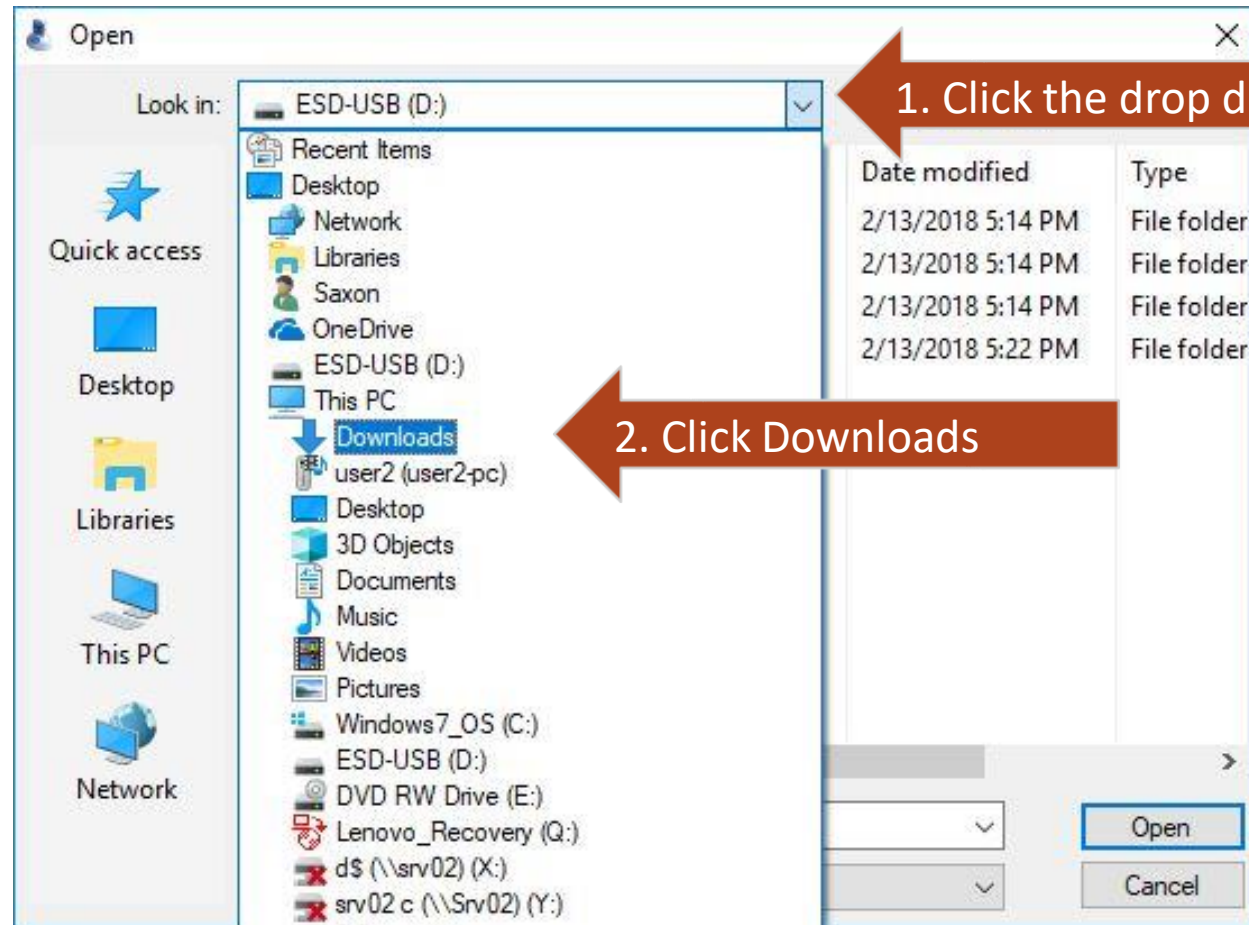 Open
Look in:
ESD-USB (D:)
1. Click the drop d
Recent Items
Desktop
Network
Libraries
Saxon
OneDrive
ESD-USB (D:)
This PC
Downloads
user2 (user2-pc)
Desktop
3D Objects
Documents
Music
Videos
Pictures
Windows7_OS (C:)
ESD-USB (D:)
DVD RW Drive (E:)
Lenovo_Recovery (Q:)
d$ (\\srv02) (X:)
srv02 c (\\Srv02) (Y:)
2. Click Downloads
Quick access
Desktop
Libraries
This PC
Network
Date modified Type
2/13/2018 5:14 PM File folder
2/13/2018 5:14 PM File folder
2/13/2018 5:14 PM File folder
2/13/2018 5:22 PM File folder
Open
Cancel